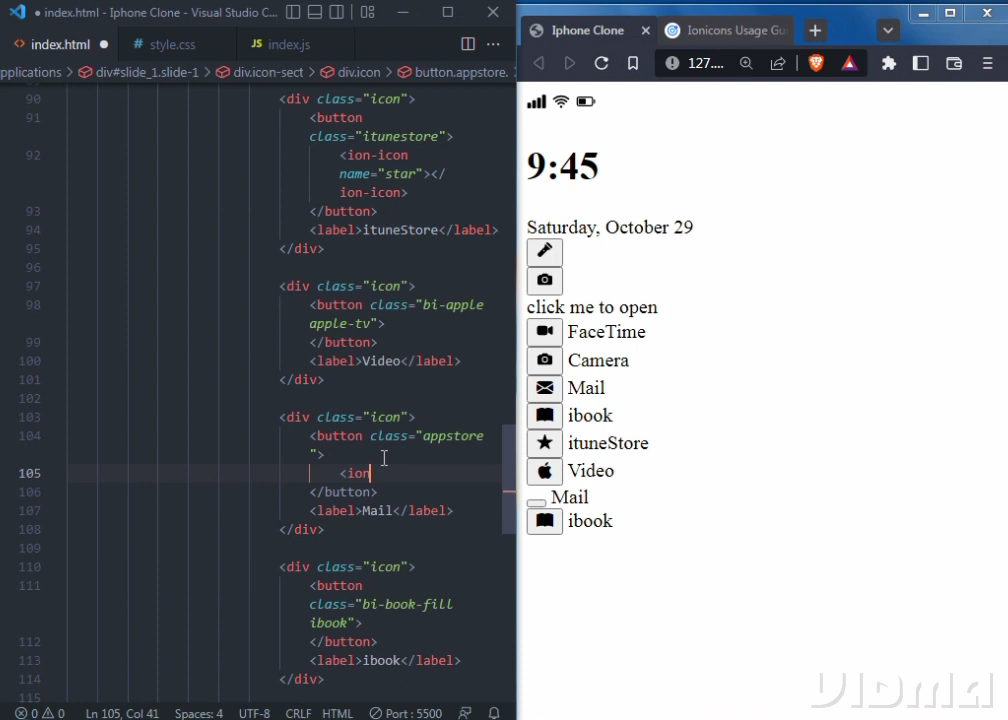 ● index.html - Iphone Clone - Visual Studio C...
<> index.html ●
# style.css
JS index.js
pplications > div#slide_1.slide-1 > div.icon-sect > div.icon > button.appstore.
90 <div class="icon">
91 <button
class="itunestore">
92 <ion-icon
name="star"></
ion-icon>
93 </button>
94 <label>ituneStore</label>
95 </div>
96
97 <div class="icon">
98 <button class="bi-apple
apple-tv">
99 </button>
100 <label>Video</label>
101 </div>
102
103 <div class="icon">
104 <button class="appstore
">
105 <ion
106 </button>
107 <label>Mail</label>
108 </div>
109
110 <div class="icon">
111 <button
class="bi-book-fill
ibook">
112 </button>
113 <label>ibook</label>
114 </div>
115
0 0 Ln 105, Col 41 Spaces: 4 UTF-8 CRLF HTML Port : 5500
Iphone Clone
Ionicons Usage Gu
127....
9:45
Saturday, October 29
click me to open
FaceTime
Camera
Mail
ibook
ituneStore
Video
Mail
ibook
VIDMA